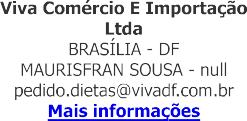 Viva Comércio E Importação
Ltda
BRASÍLIA - DF
MAURISFRAN SOUSA - null
pedido.dietas@vivadf.com.br
Mais informações